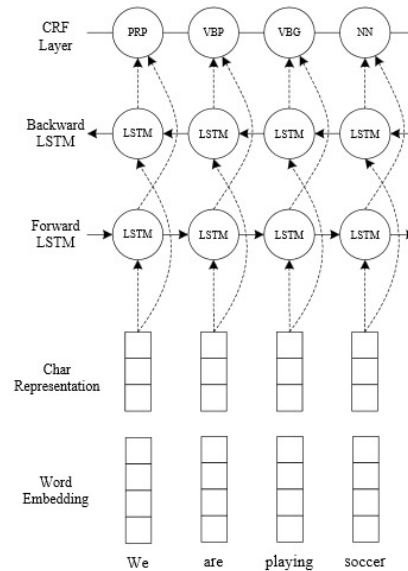 CRF
Layer
PRP VBP VBG NN
Backward
LSTM
LSTM LSTM LSTM LSTM
Forward
LSTM
LSTM LSTM LSTM LSTM
Char
Representation
Word
Embedding
We are playing soccer